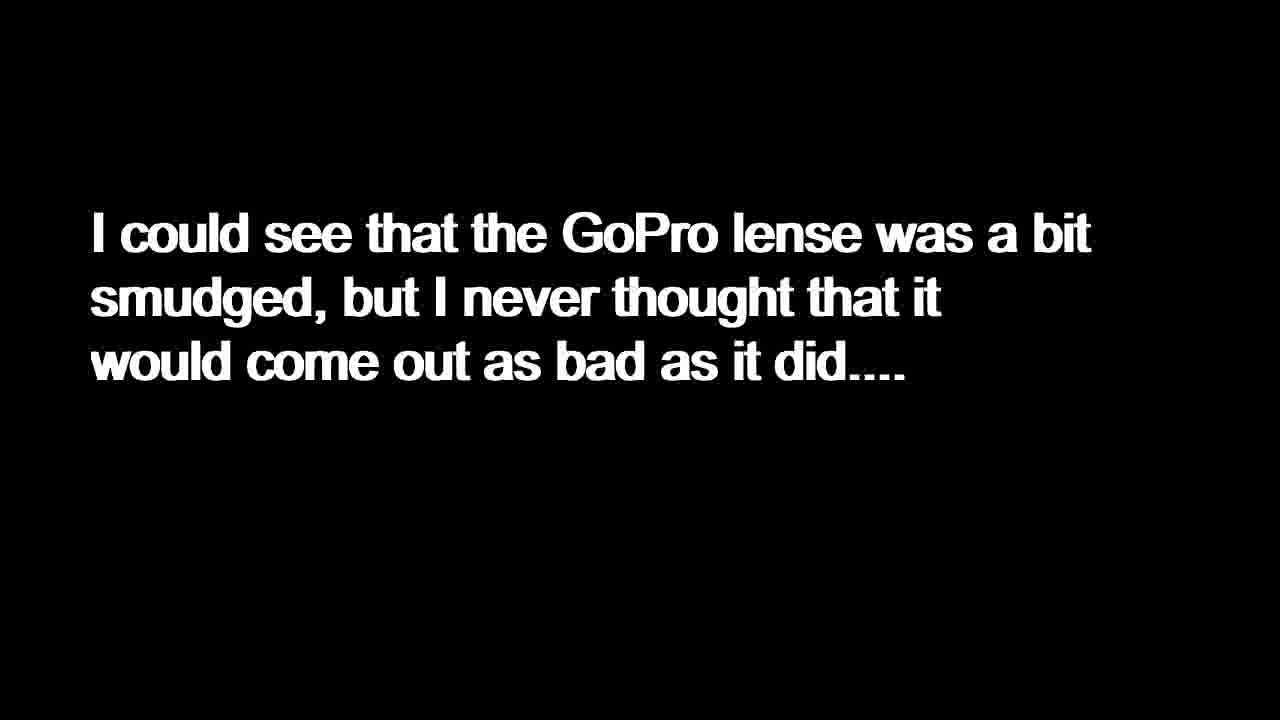 I could see that the GoPro lense was a bit
smudged, but I never thought that it
would come out as bad as it did....